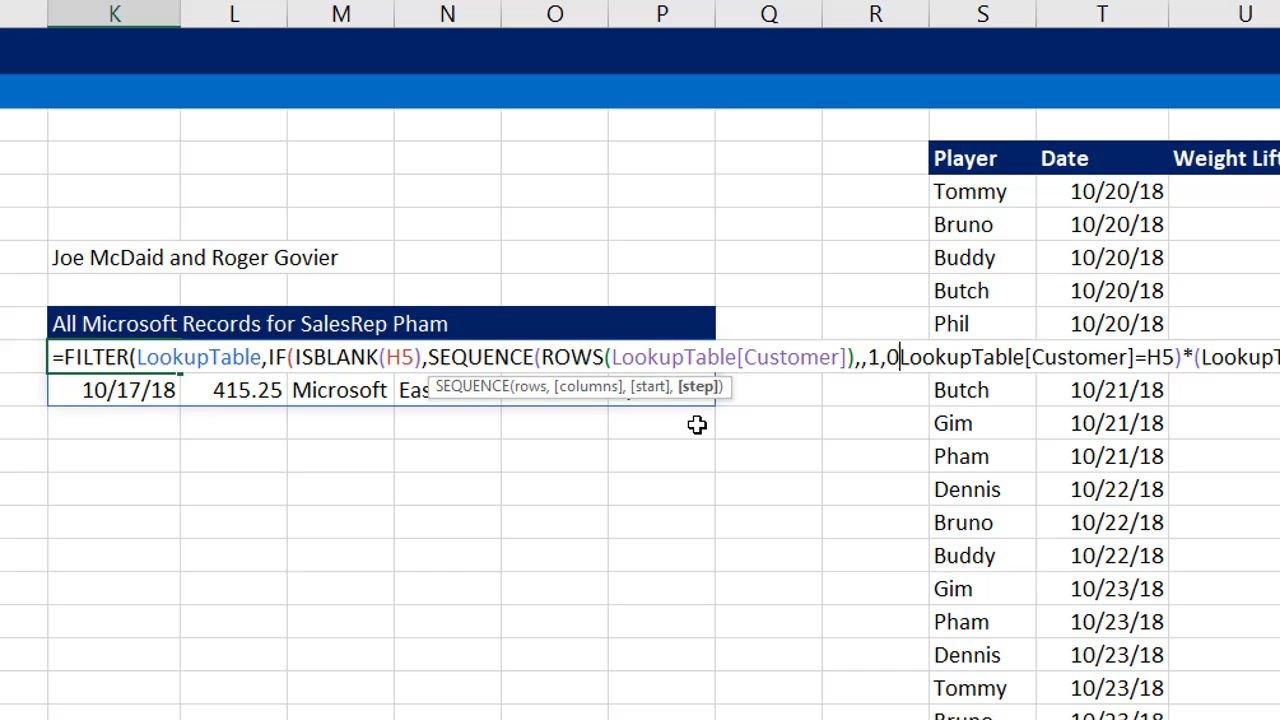 K L M N O P Q R S T U
Player Date Weight Lift
Tommy 10/20/18
Bruno 10/20/18
Joe McDaid and Roger Govier Buddy 10/20/18
Butch 10/20/18
All Microsoft Records for SalesRep Pham Phil 10/20/18
=FILTER(LookupTable,IF(ISBLANK(H5),SEQUENCE(ROWS(LookupTable[Customer]),,1,0LookupTable[Customer]=H5)*(LookupT
SEQUENCE(rows, [columns], [start], [step])
10/17/18 415.25 Microsoft Eas Butch 10/21/18
Gim 10/21/18
Pham 10/21/18
Dennis 10/22/18
Bruno 10/22/18
Buddy 10/22/18
Gim 10/23/18
Pham 10/23/18
Dennis 10/23/18
Tommy 10/23/18